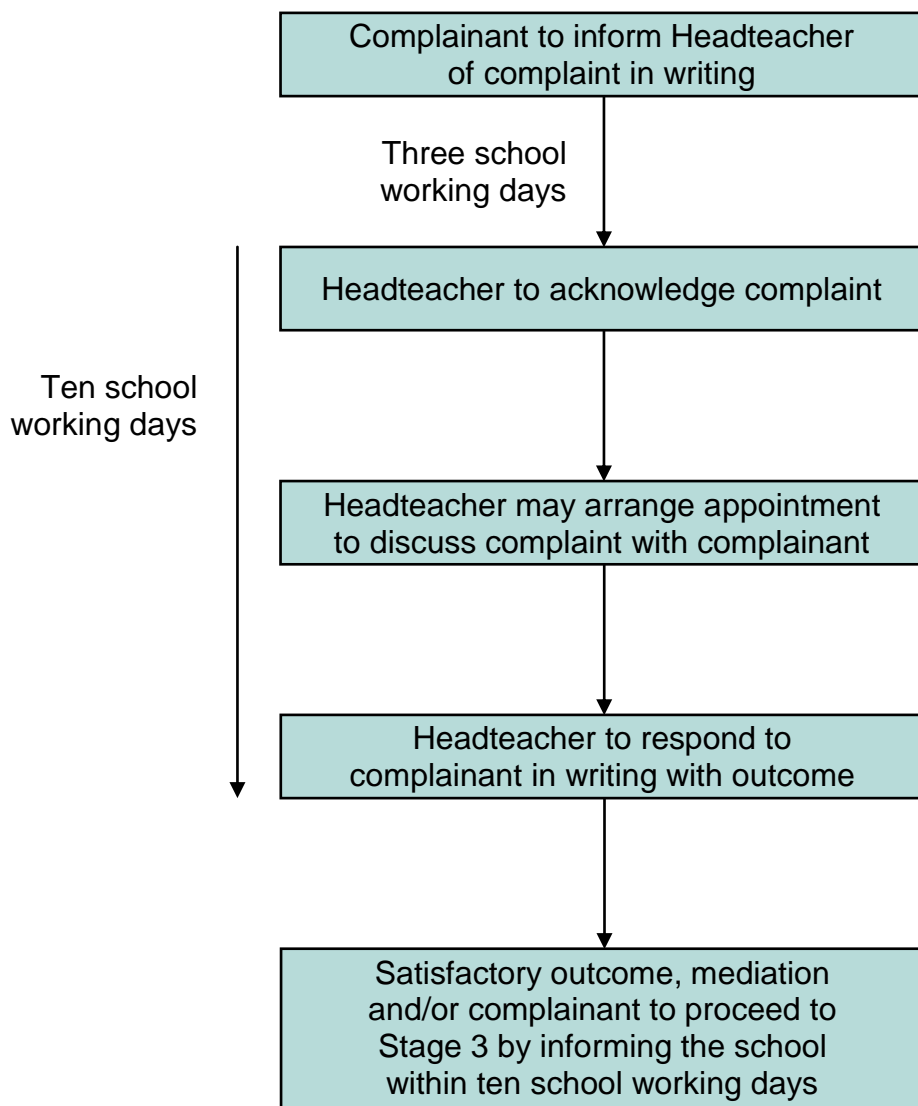 Complainant to inform Headteacher
of complaint in writing
Three school
working days
Headteacher to acknowledge complaint
Ten school
working days
Headteacher may arrange appointment
to discuss complaint with complainant
Headteacher to respond to
complainant in writing with outcome
Satisfactory outcome, mediation
and/or complainant to proceed to
Stage 3 by informing the school
within ten school working days